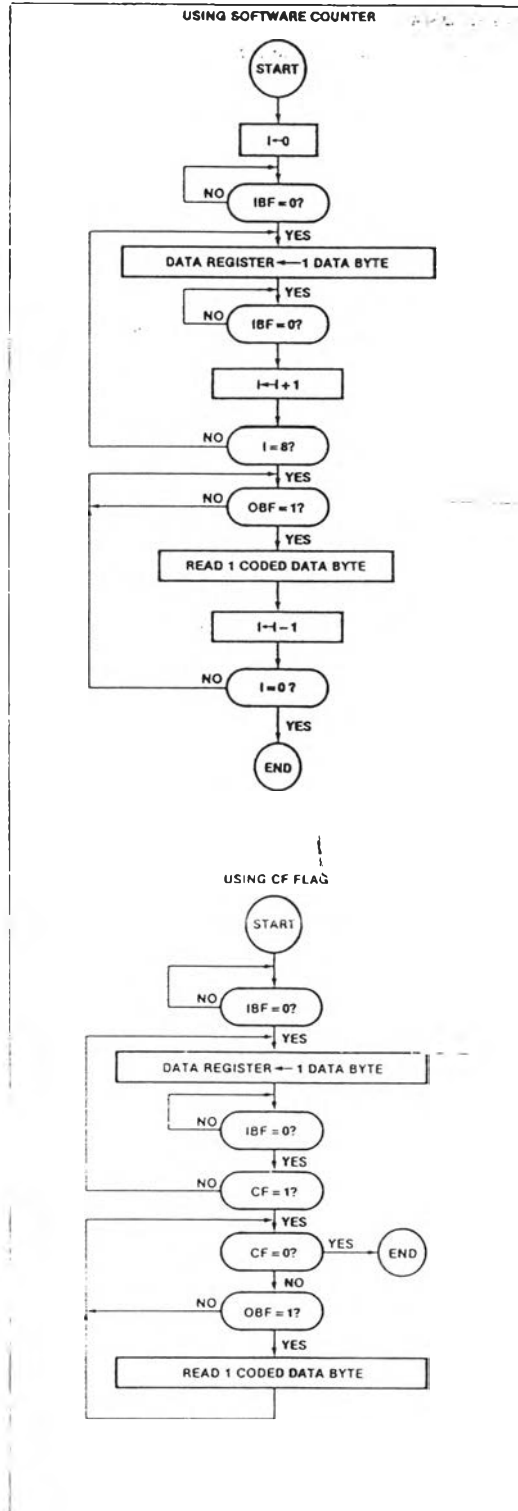 USING SOFTWARE COUNTER
START
I←0
NO
IBF = 0?
YES
DATA REGISTER ← 1 DATA BYTE
YES
NO
IBF = 0?
I←I + 1
NO
I = 8?
YES
NO
OBF = 1?
YES
READ 1 CODED DATA BYTE
I←I – 1
NO
I = 0 ?
YES
END
USING CF FLAG
START
NO
IBF = 0?
YES
DATA REGISTER ← 1 DATA BYTE
NO
IBF = 0?
YES
NO
CF = 1?
YES
CF = 0?
YES
END
NO
NO
OBF = 1?
YES
READ 1 CODED DATA BYTE